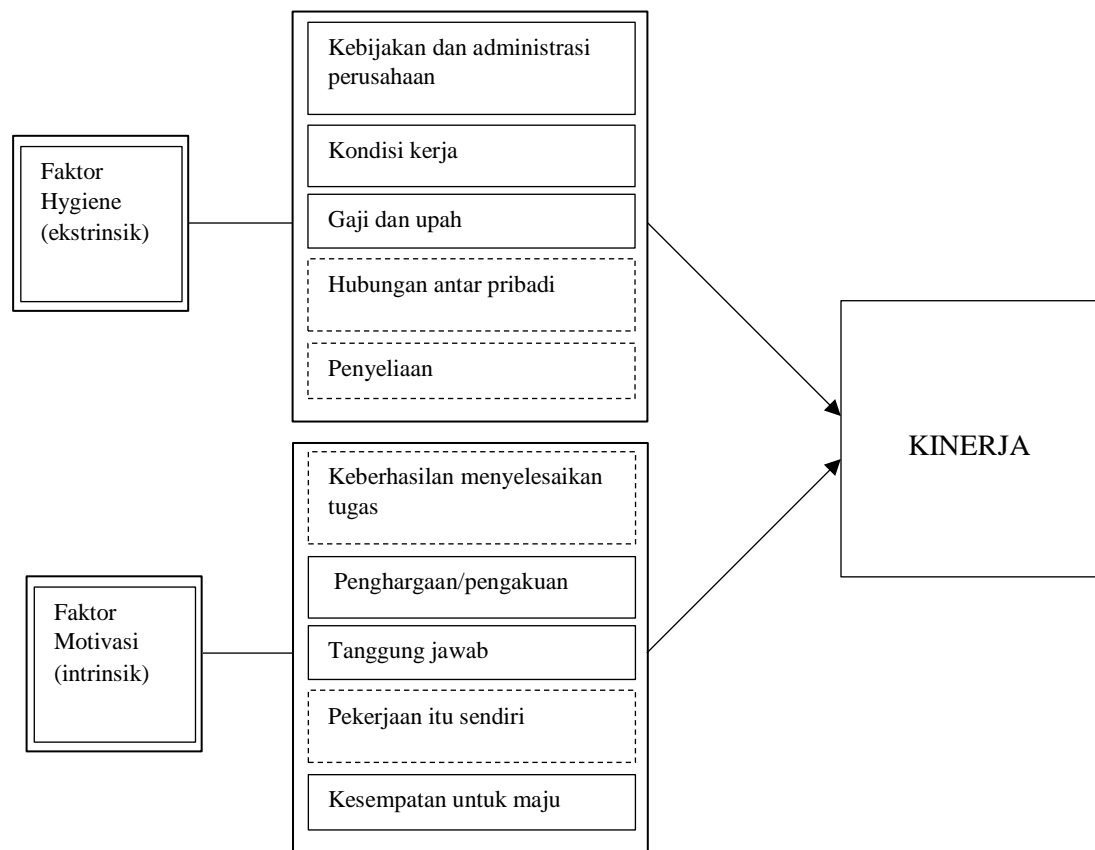 Faktor
Hygiene
(ekstrinsik)
Kebijakan dan administrasi
perusahaan
Kondisi kerja
Gaji dan upah
Hubungan antar pribadi
Penyeliaan
Faktor
Motivasi
(intrinsik)
Keberhasilan menyelesaikan
tugas
Penghargaan/pengakuan
Tanggung jawab
Pekerjaan itu sendiri
Kesempatan untuk maju
KINERJA